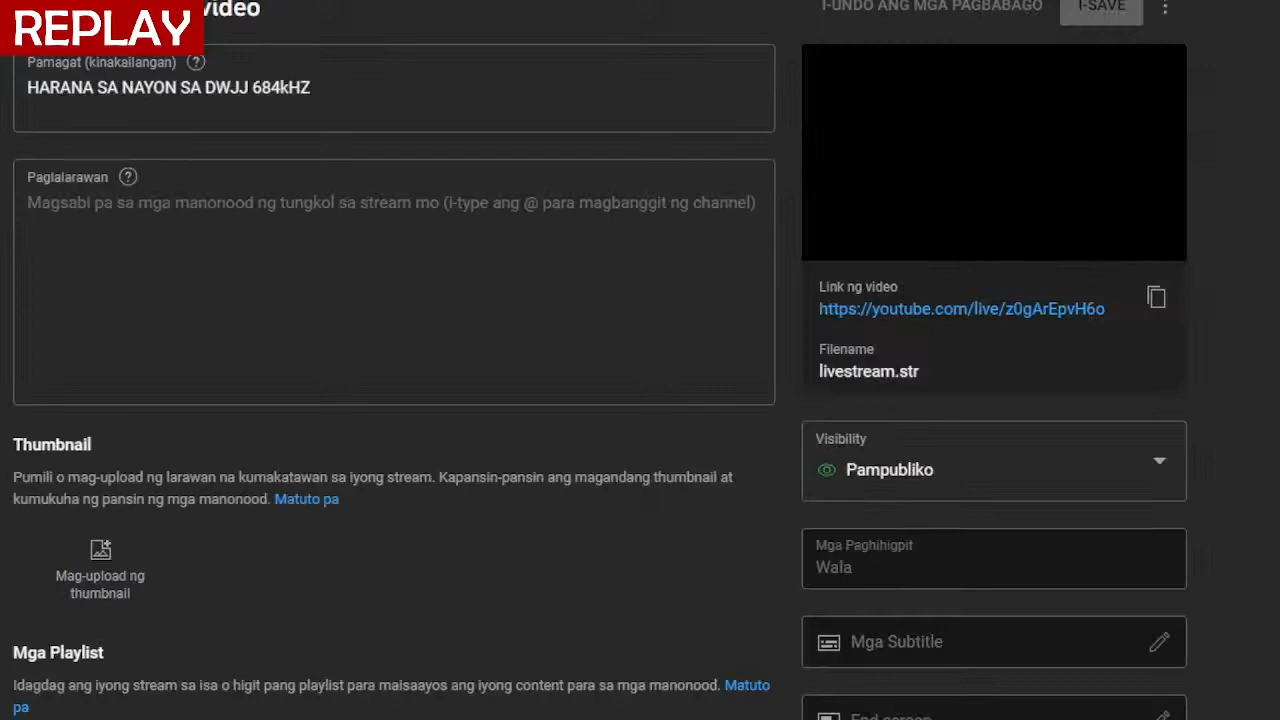 REPLAY
video
I-UNDO ANG MGA PAGBABAGO
I-SAVE
Pamagat (kinakailangan)
HARANA SA NAYON SA DWJJ 684kHZ
Paglalarawan
Magsabi pa sa mga manonood ng tungkol sa stream mo (i-type ang @ para magbanggit ng channel)
Link ng video
https://youtube.com/live/z0gArEpvH6o
Filename
livestream.str
Visibility
Pampubliko
Mga Paghihigpit
Wala
Mga Subtitle
End screen
Thumbnail
Pumili o mag-upload ng larawan na kumakatawan sa iyong stream. Kapansin-pansin ang magandang thumbnail at
kumukuha ng pansin ng mga manonood. Matuto pa
Mag-upload ng
thumbnail
Mga Playlist
Idagdag ang iyong stream sa isa o higit pang playlist para maisaayos ang iyong content para sa mga manonood. Matuto
pa